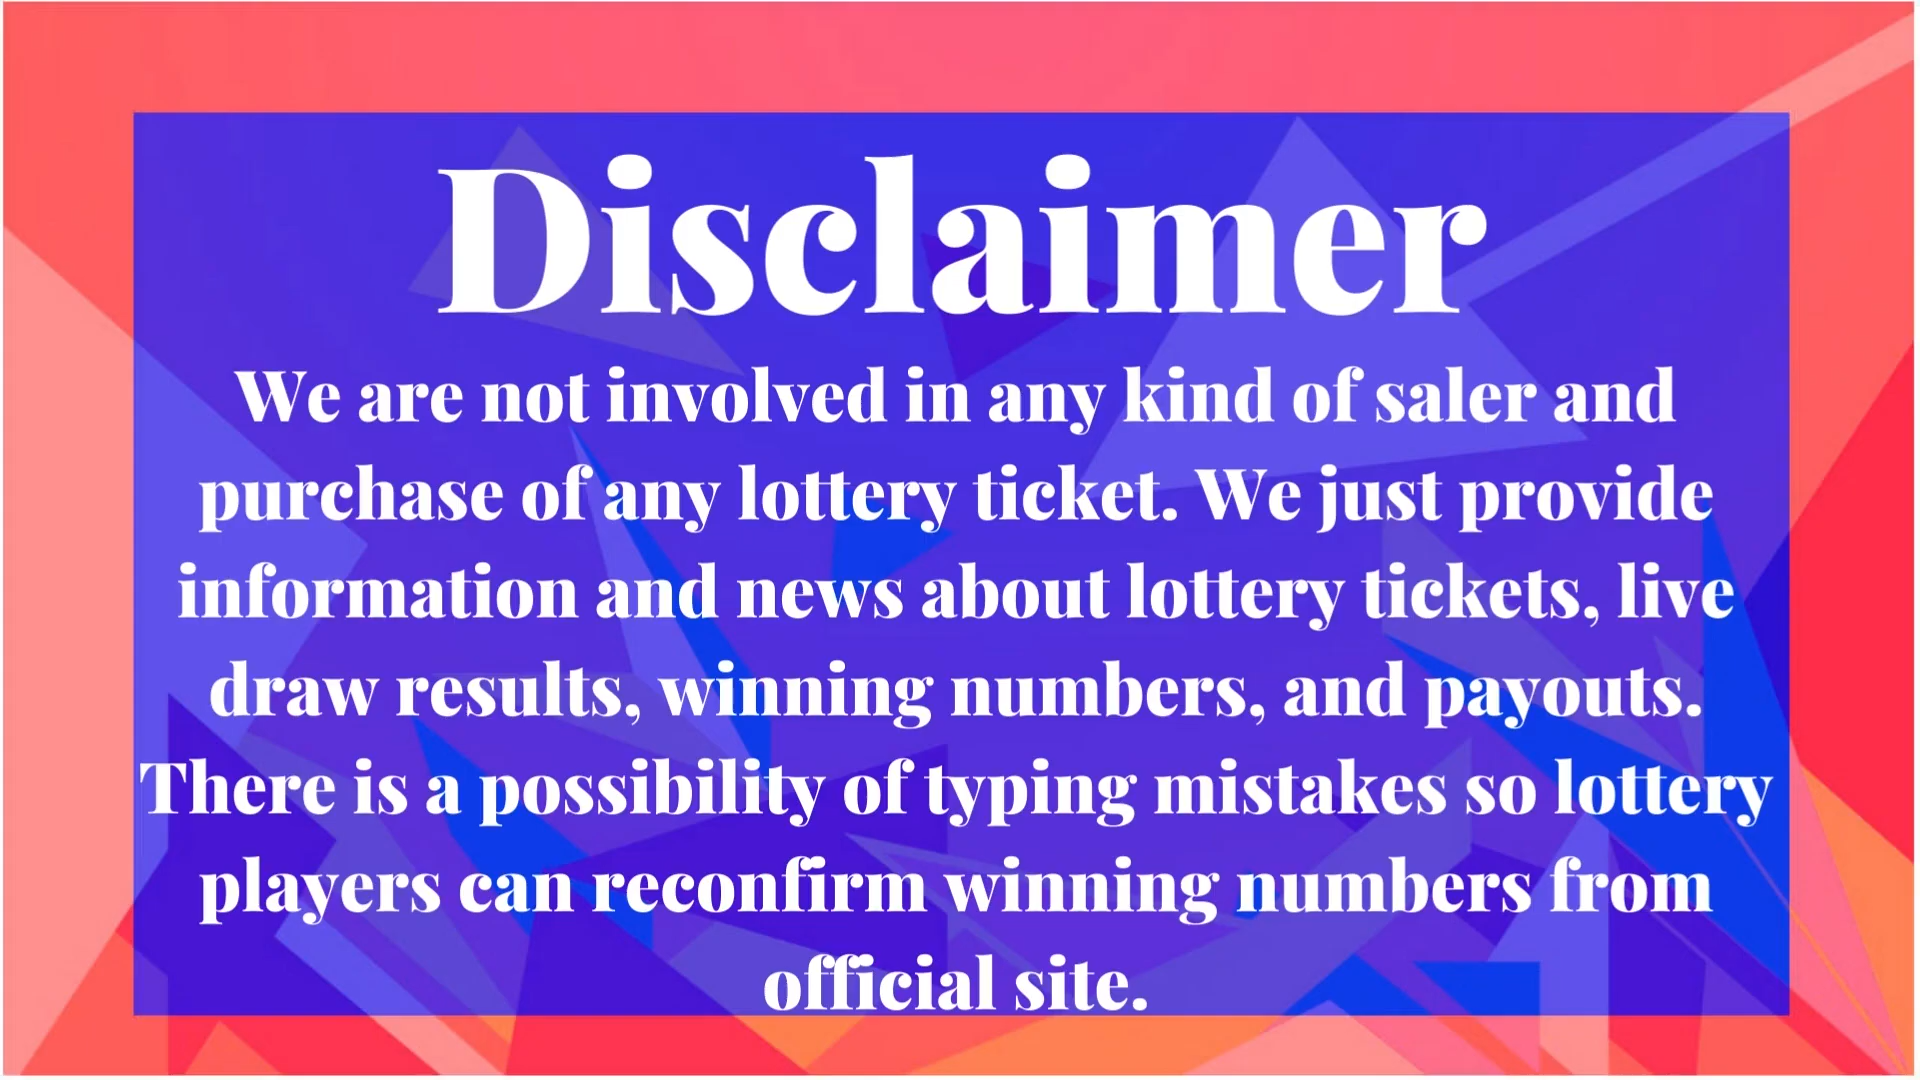 Disclaimer
We are not involved in any kind of saler and
purchase of any lottery ticket. We just provide
information and news about lottery tickets, live
draw results, winning numbers, and payouts.
There is a possibility of typing mistakes so lottery
players can reconfirm winning numbers from
official site.